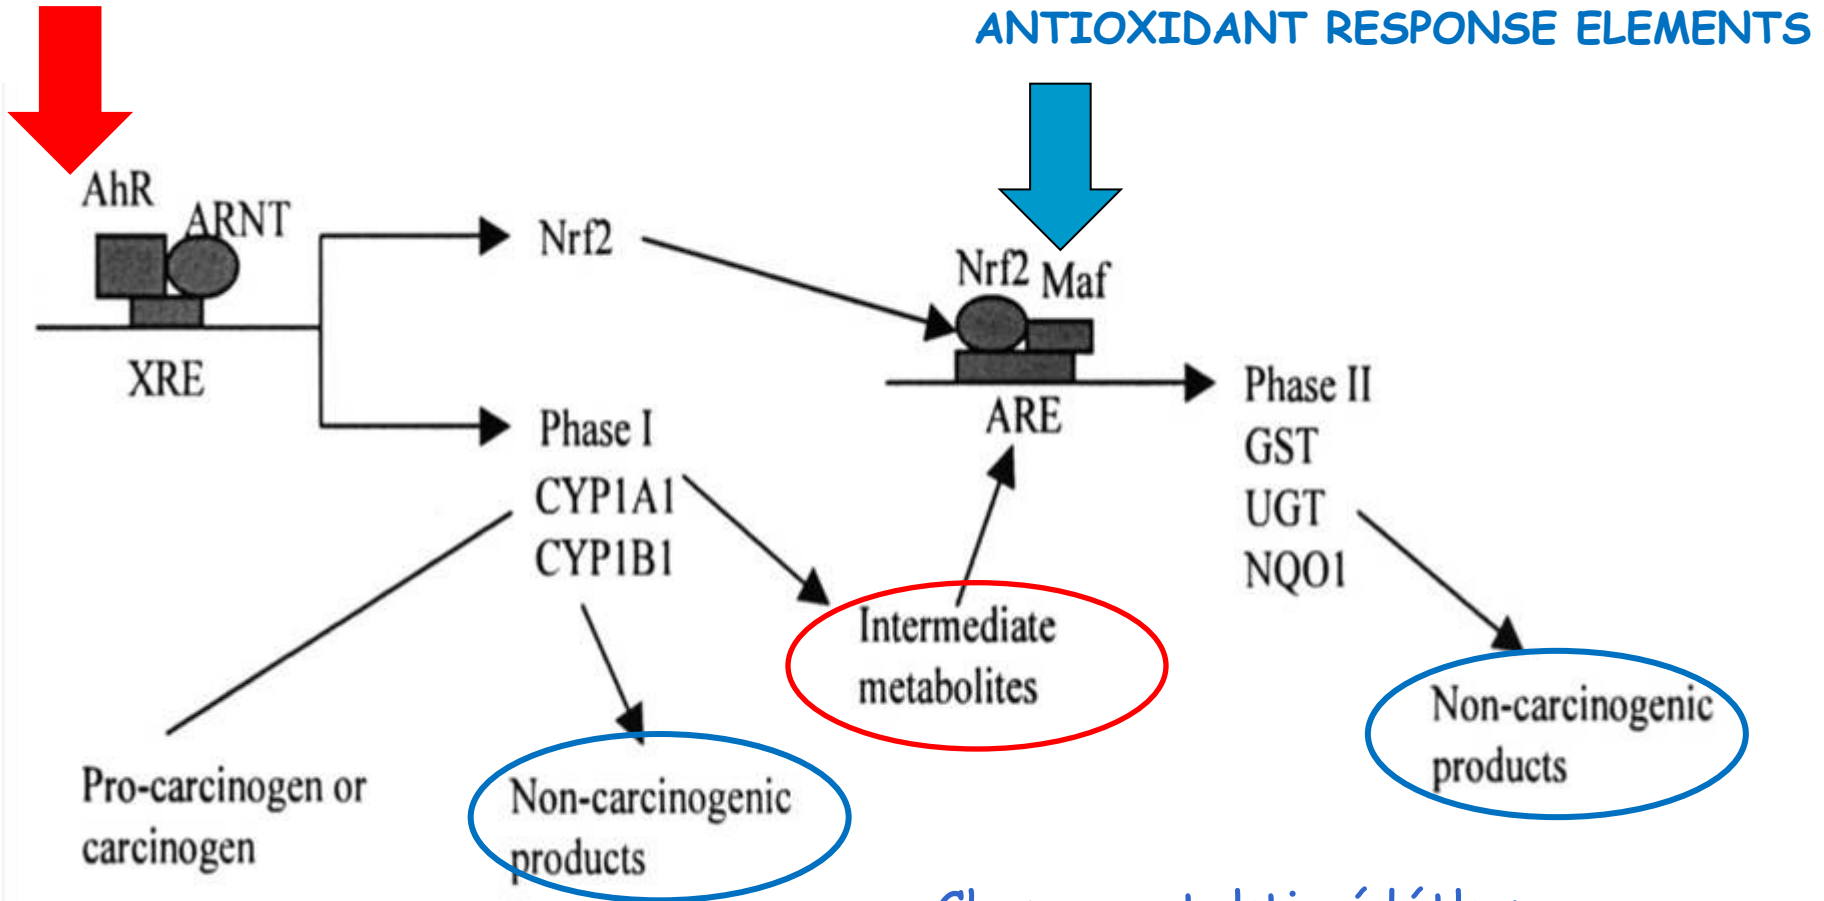 ANTIOXIDANT RESPONSE ELEMENTS
AhR
ARNT
XRE
Nrf2
Nrf2 Maf
ARE
Phase I
CYP1A1
CYP1B1
Phase II
GST
UGT
NQO1
Intermediate
metabolites
Pro-carcinogen or
carcinogen
Non-carcinogenic
products
Non-carcinogenic
products